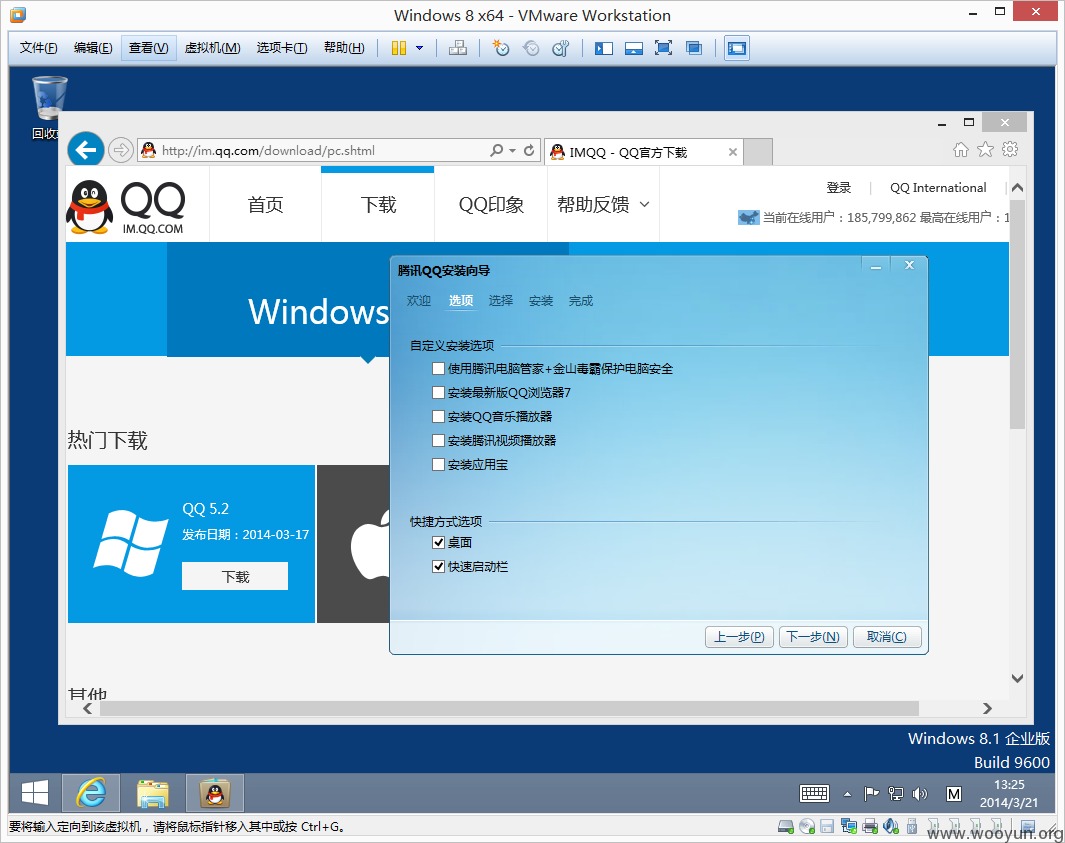 Windows 8 x64 - VMware Workstation
文件(F) 编辑(E) 查看(V) 虚拟机(M) 选项卡(T) 帮助(H)
http://im.qq.com/download/pc.shtml
IMQQ - QQ官方下载
QQ
IM.QQ.COM
首页 下载 QQ印象 帮助反馈
登录 | QQ International |
当前在线用户：185,799,862 最高在线用户：1
Windows
腾讯QQ安装向导
欢迎 选项 选择 安装 完成
自定义安装选项
使用腾讯电脑管家+金山毒霸保护电脑安全
安装最新版QQ浏览器7
安装QQ音乐播放器
安装腾讯视频播放器
安装应用宝
快捷方式选项
桌面
快速启动栏
上一步(P) 下一步(N) 取消(C)
热门下载
QQ 5.2
发布日期：2014-03-17
下载
其他
Windows 8.1 企业版
Build 9600
M
13:25
2014/3/21
要将输入定向到该虚拟机，请将鼠标指针移入其中或按 Ctrl+G。
www.wooyun.org